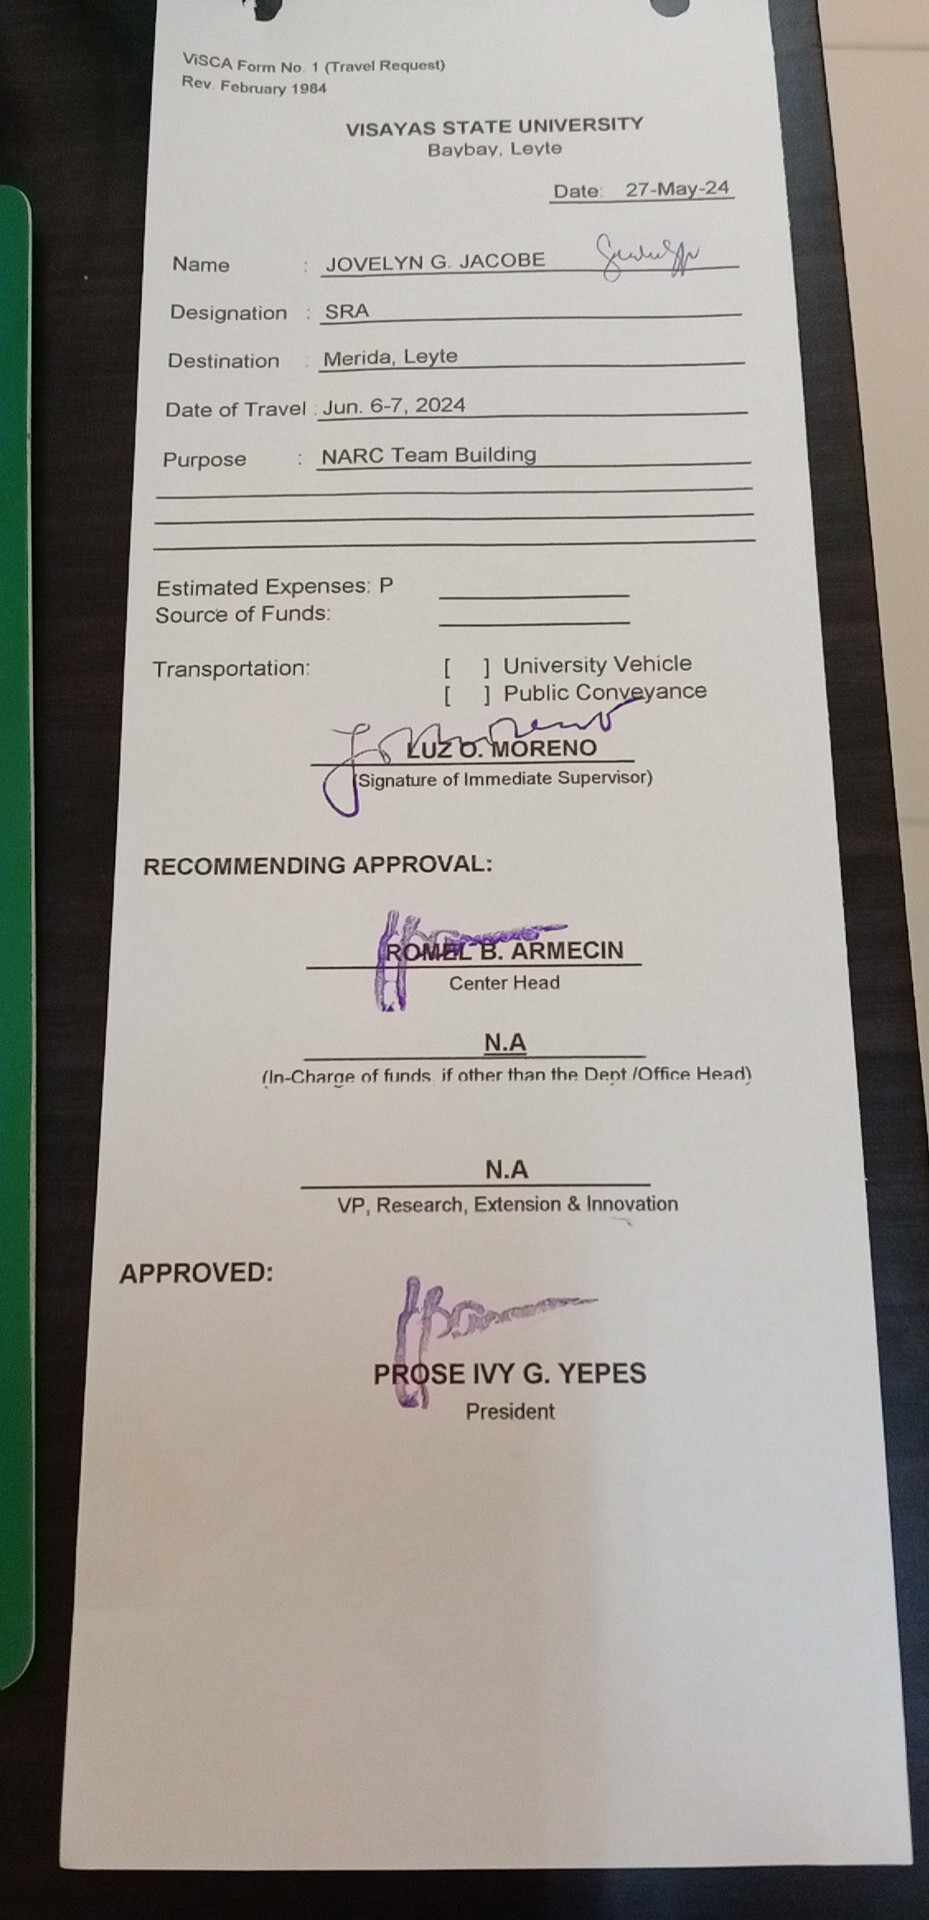 ViSCA Form No. 1 (Travel Request)
Rev. February 1984
VISAYAS STATE UNIVERSITY
Baybay, Leyte
Date: 27-May-24
Name : JOVELYN G. JACOBE
Designation : SRA
Destination : Merida, Leyte
Date of Travel : Jun. 6-7, 2024
Purpose : NARC Team Building
Estimated Expenses: P
Source of Funds:
Transportation: [ ] University Vehicle
[ ] Public Conveyance
LUZ O. MORENO
(Signature of Immediate Supervisor)
RECOMMENDING APPROVAL:
ROMEL B. ARMECIN
Center Head
N.A
(In-Charge of funds, if other than the Dept./Office Head)
N.A
VP, Research, Extension & Innovation
APPROVED:
PROSE IVY G. YEPES
President